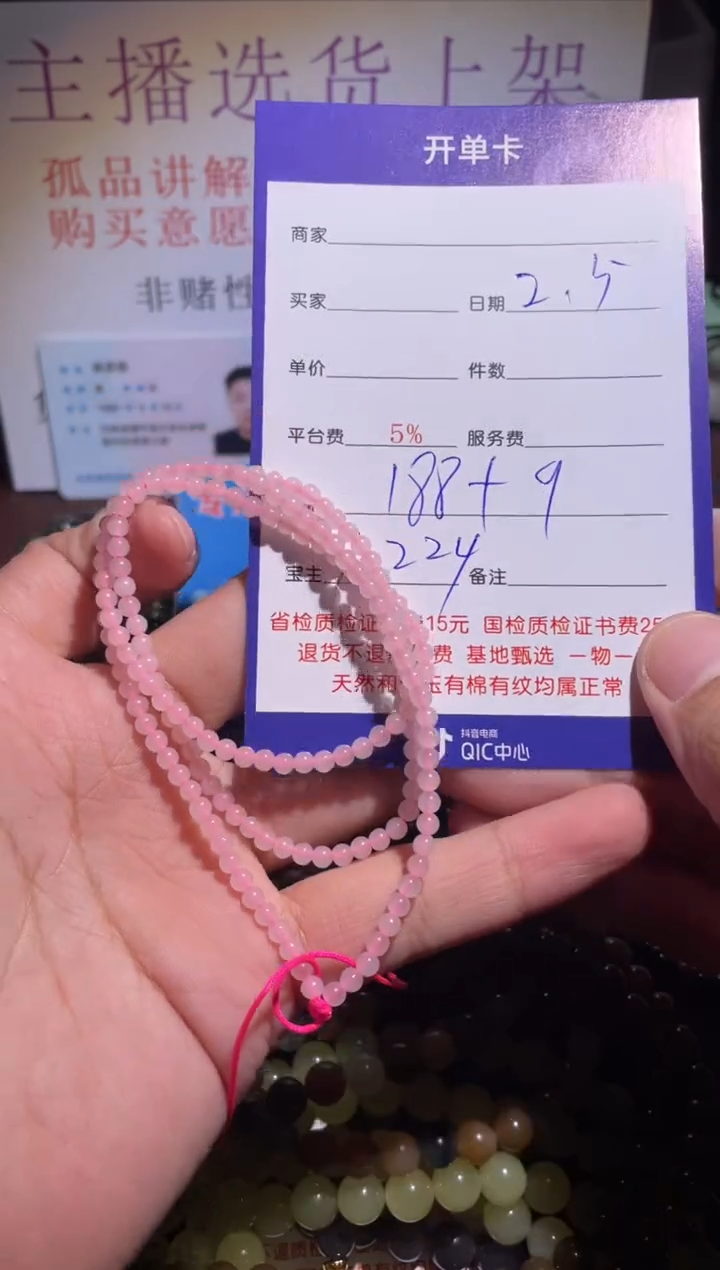 主播选货上架
孤品讲解
购买意愿
非赌性
开单卡
商家
买家 日期 2.5
单价 件数
平台费 5% 服务费
188+9
宝主 224 备注
省检质检证 15元 国检质检证书费25
退货不退 费 基地甄选 一物一
天然和 玉有棉有纹均属正常
抖音电商
QIC中心